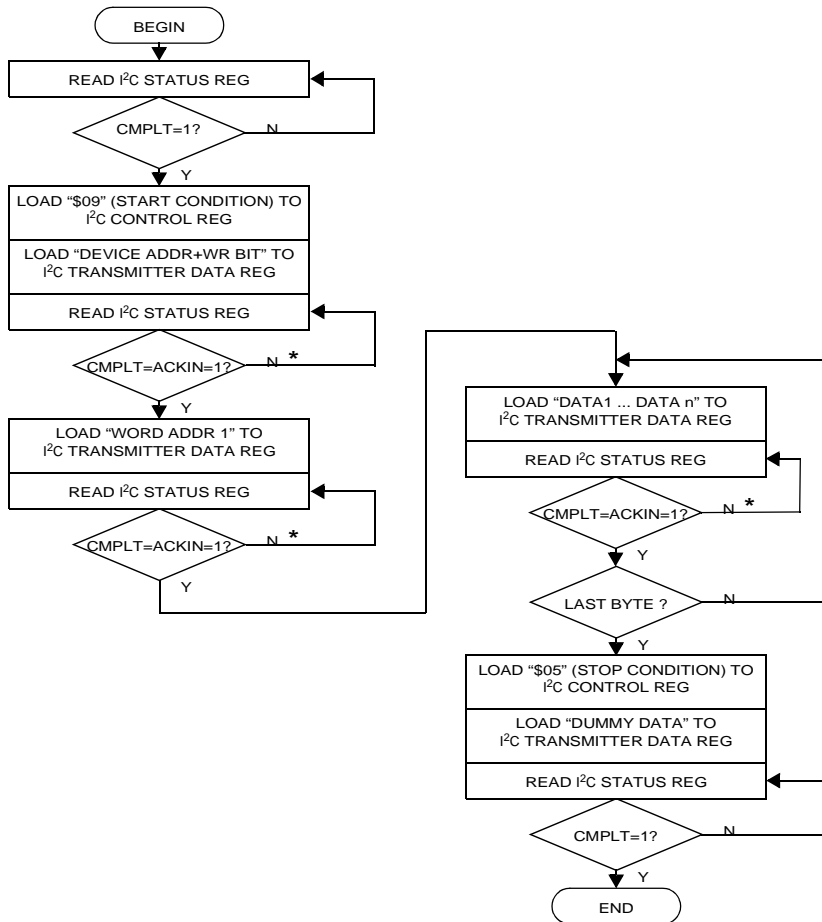 BEGIN
READ I²C STATUS REG
CMPLT=1?
N
Y
LOAD “$09” (START CONDITION) TO
I²C CONTROL REG
LOAD “DEVICE ADDR+WR BIT” TO
I²C TRANSMITTER DATA REG
READ I²C STATUS REG
CMPLT=ACKIN=1?
N *
Y
LOAD “WORD ADDR 1” TO
I²C TRANSMITTER DATA REG
READ I²C STATUS REG
CMPLT=ACKIN=1?
N *
Y
LOAD “DATA1 ... DATA n” TO
I²C TRANSMITTER DATA REG
READ I²C STATUS REG
CMPLT=ACKIN=1?
N *
Y
LAST BYTE ?
N
Y
LOAD “$05” (STOP CONDITION) TO
I²C CONTROL REG
LOAD “DUMMY DATA” TO
I²C TRANSMITTER DATA REG
READ I²C STATUS REG
CMPLT=1?
N
Y
END